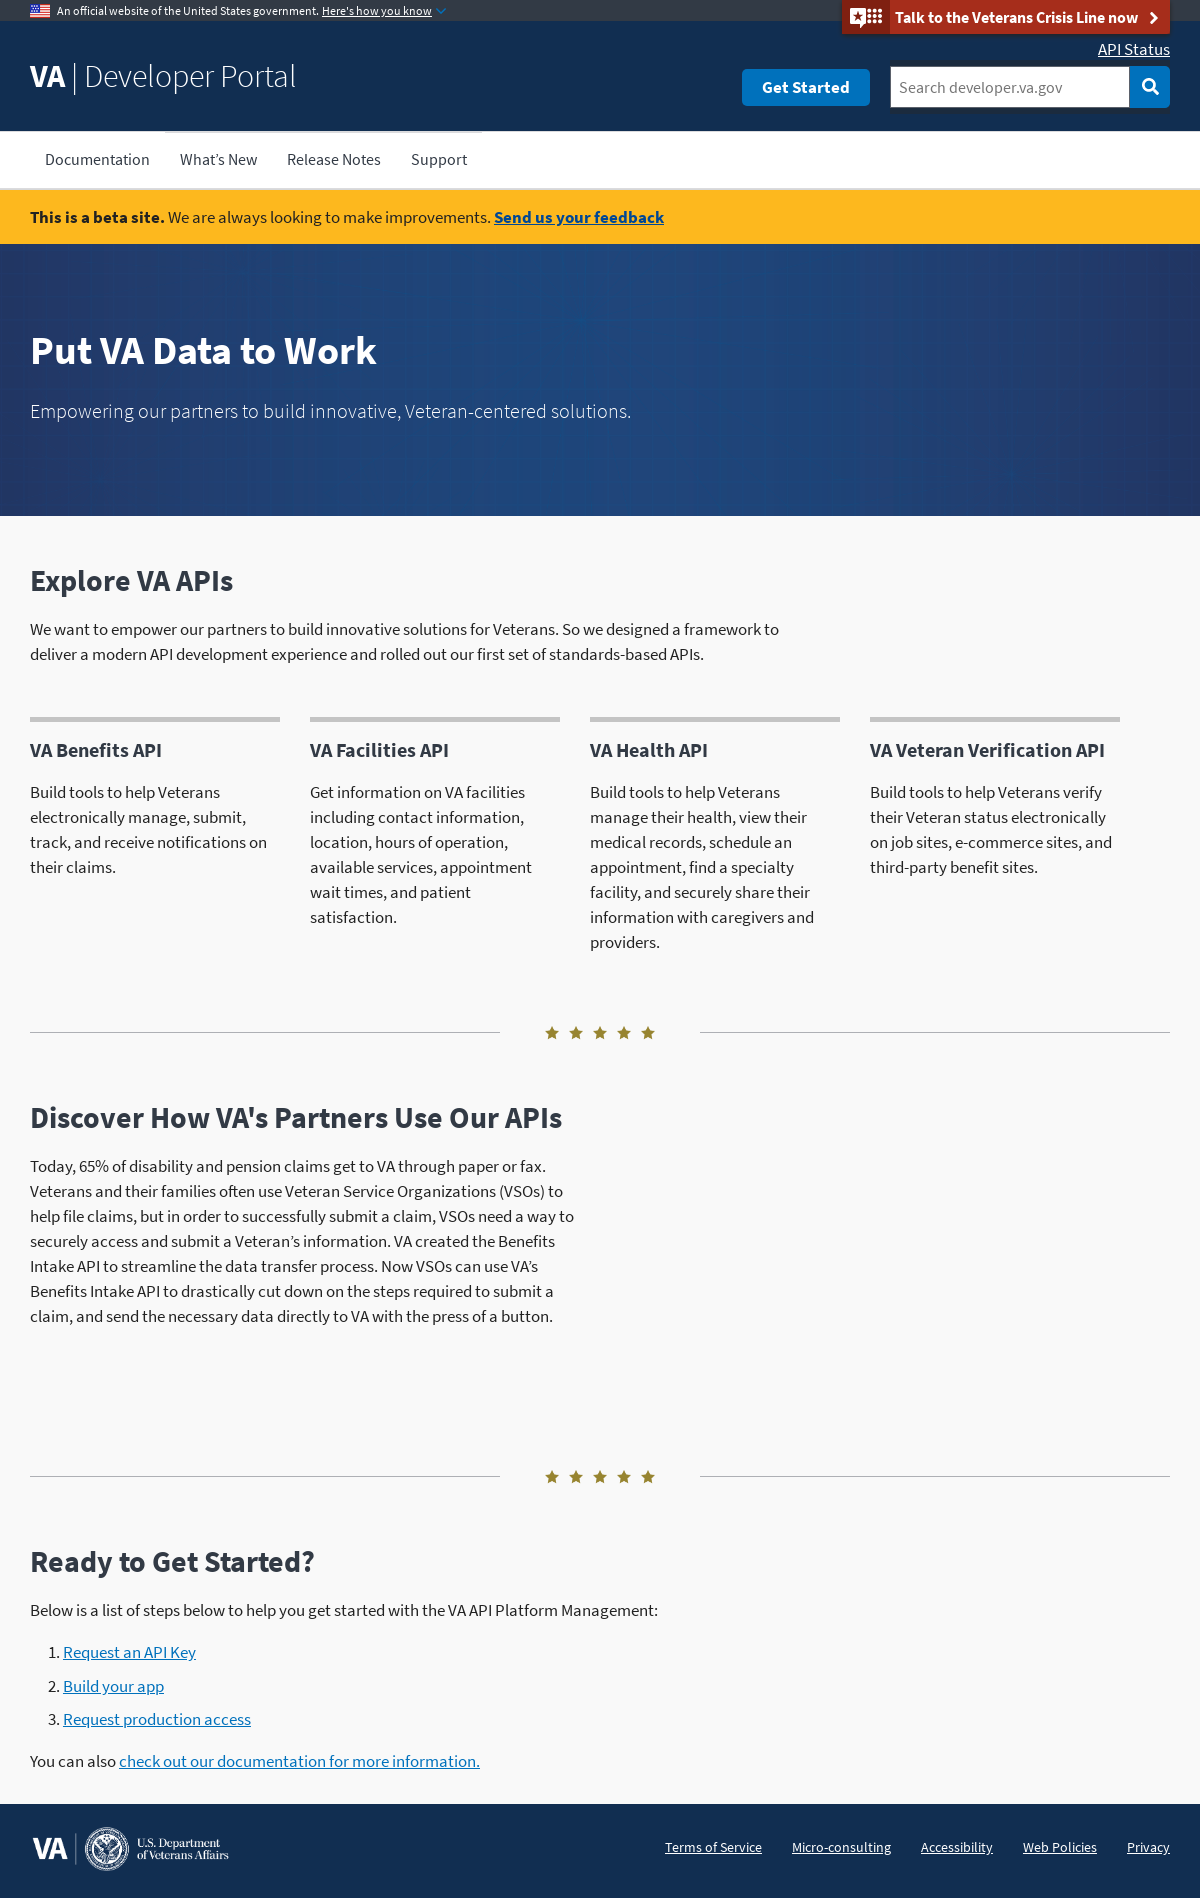 An official website of the United States government. Here's how you know
Talk to the Veterans Crisis Line now
API Status
VA | Developer Portal
Get Started
Search developer.va.gov
Documentation
What’s New
Release Notes
Support
This is a beta site. We are always looking to make improvements. Send us your feedback
Put VA Data to Work
Empowering our partners to build innovative, Veteran-centered solutions.
Explore VA APIs
We want to empower our partners to build innovative solutions for Veterans. So we designed a framework to
deliver a modern API development experience and rolled out our first set of standards-based APIs.
VA Benefits API
Build tools to help Veterans
electronically manage, submit,
track, and receive notifications on
their claims.
VA Facilities API
Get information on VA facilities
including contact information,
location, hours of operation,
available services, appointment
wait times, and patient
satisfaction.
VA Health API
Build tools to help Veterans
manage their health, view their
medical records, schedule an
appointment, find a specialty
facility, and securely share their
information with caregivers and
providers.
VA Veteran Verification API
Build tools to help Veterans verify
their Veteran status electronically
on job sites, e-commerce sites, and
third-party benefit sites.
Discover How VA's Partners Use Our APIs
Today, 65% of disability and pension claims get to VA through paper or fax.
Veterans and their families often use Veteran Service Organizations (VSOs) to
help file claims, but in order to successfully submit a claim, VSOs need a way to
securely access and submit a Veteran’s information. VA created the Benefits
Intake API to streamline the data transfer process. Now VSOs can use VA’s
Benefits Intake API to drastically cut down on the steps required to submit a
claim, and send the necessary data directly to VA with the press of a button.
Ready to Get Started?
Below is a list of steps below to help you get started with the VA API Platform Management:
1. Request an API Key
2. Build your app
3. Request production access
You can also check out our documentation for more information.
VA
U.S. Department
of Veterans Affairs
Terms of Service
Micro-consulting
Accessibility
Web Policies
Privacy